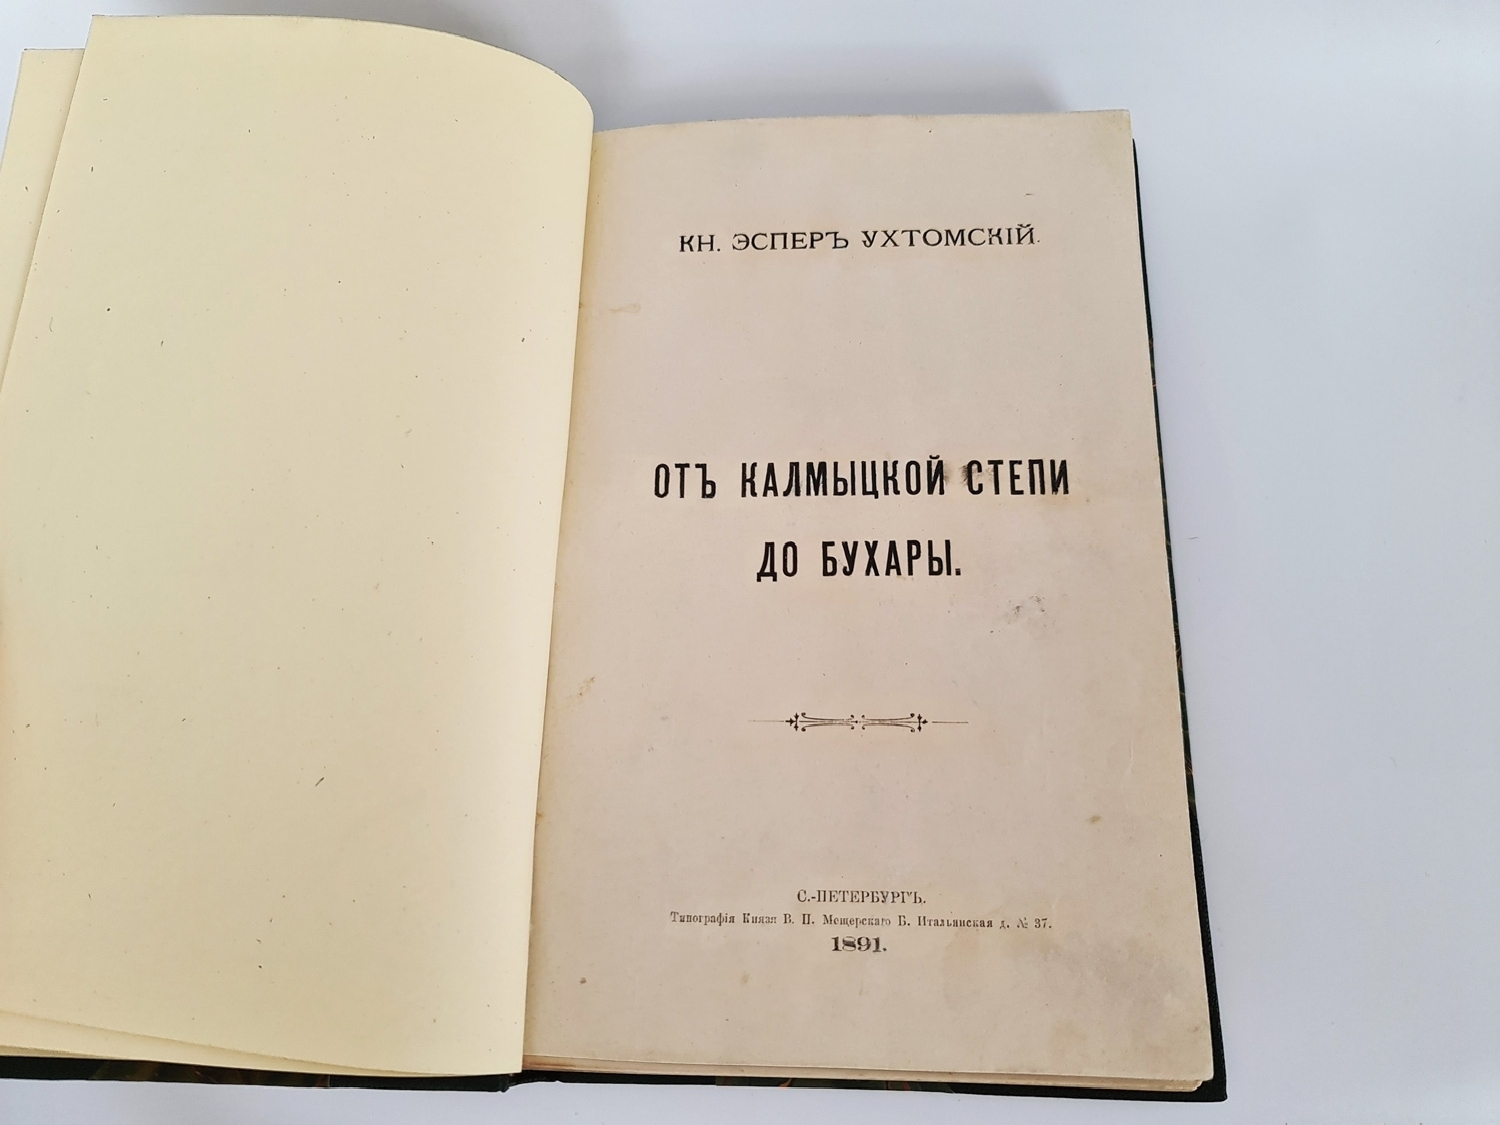 КН. ЭСПЕРЪ УХТОМСКІЙ.
ОТЪ КАЛМЫЦКОЙ СТЕПИ
ДО БУХАРЫ.
С.-ПЕТЕРБУРГЪ.
Типографія Князя В. П. Мещерскаго Б. Итальянская д. № 37.
1891.